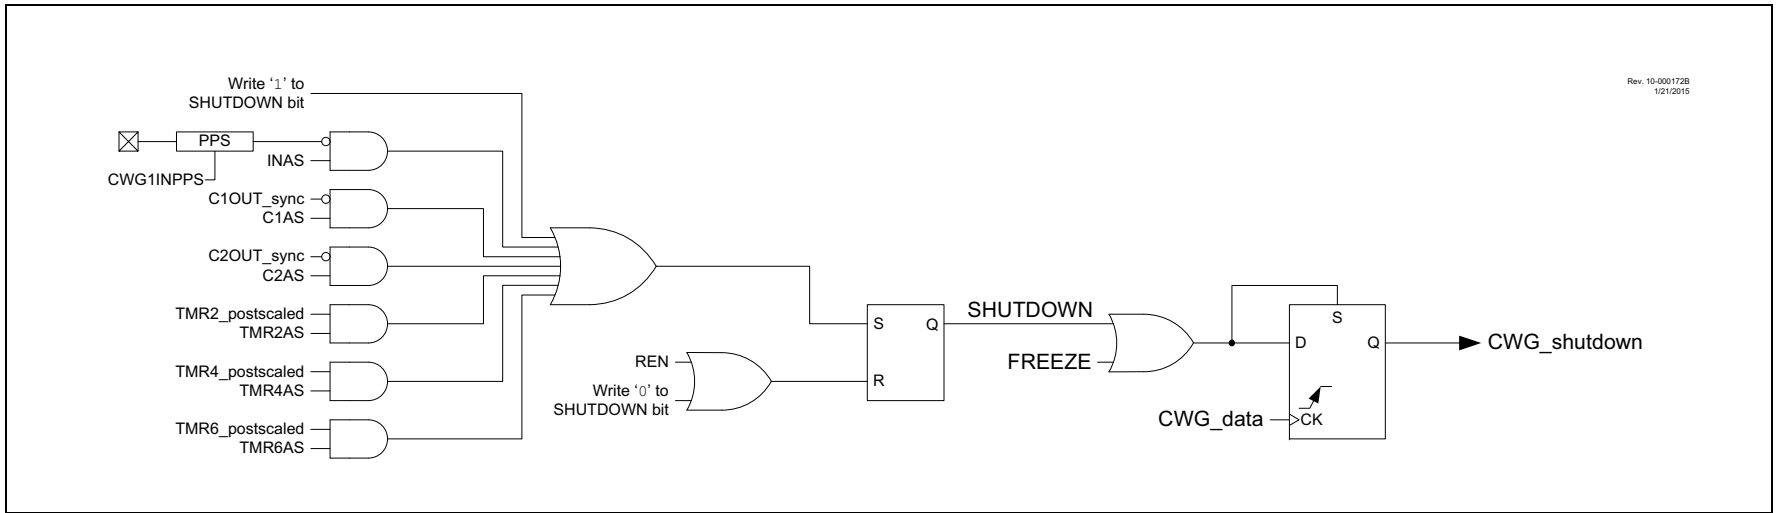 Rev. 10-000172B
1/21/2015
Write ‘1’ to
SHUTDOWN bit
PPS
INAS
CWG1INPPS
C1OUT_sync
C1AS
C2OUT_sync
C2AS
TMR2_postscaled
TMR2AS
TMR4_postscaled
TMR4AS
TMR6_postscaled
TMR6AS
REN
Write ‘0’ to
SHUTDOWN bit
S
Q
R
SHUTDOWN
FREEZE
S
D
Q
CWG_data
CK
CWG_shutdown